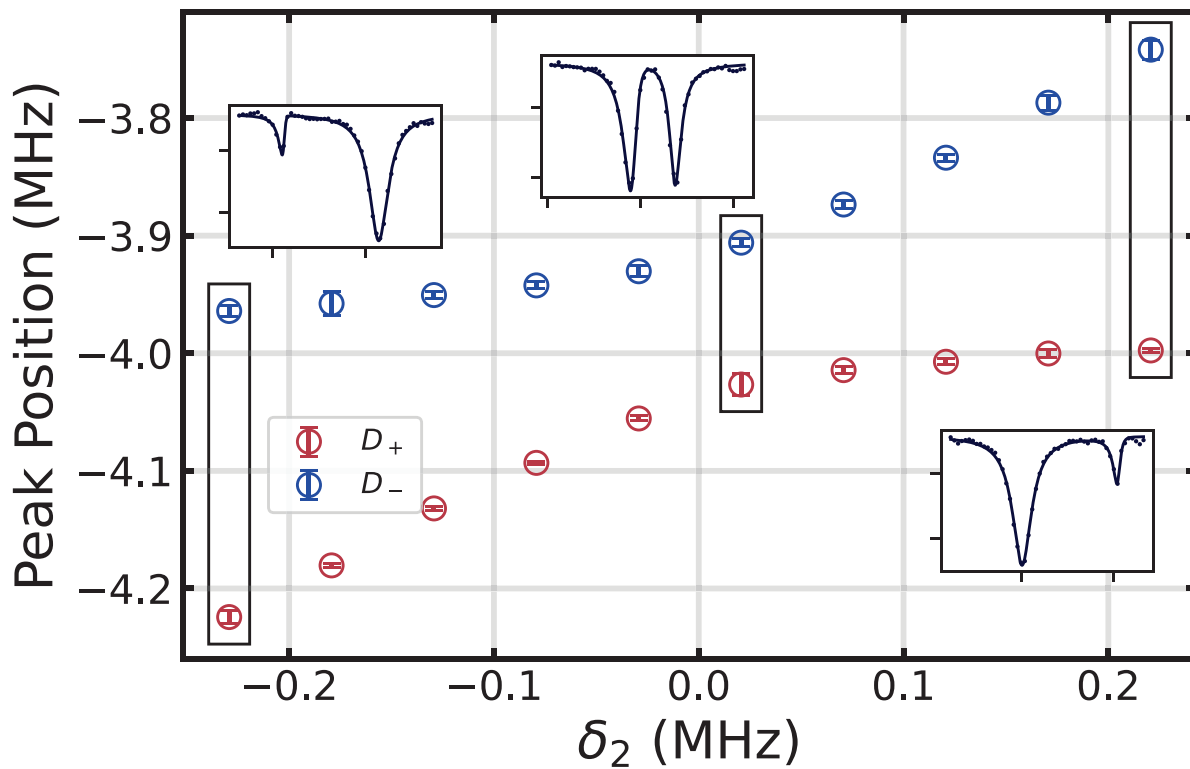 Peak Position (MHz)
−3.8
−3.9
−4.0
−4.1
−4.2
D₊
D₋
−0.2
−0.1
0.0
0.1
0.2
δ₂ (MHz)